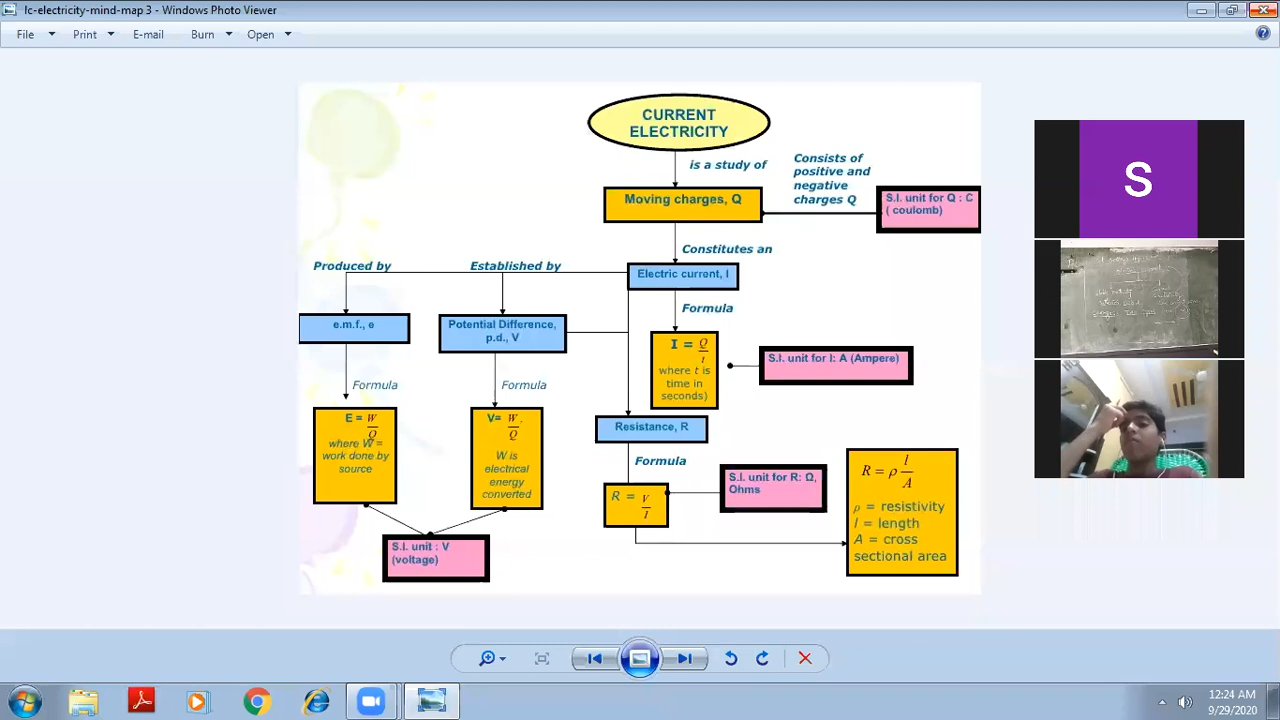 lc-electricity-mind-map 3 - Windows Photo Viewer
File Print E-mail Burn Open
CURRENT
ELECTRICITY
is a study of
Consists of
positive and
negative
charges Q
Moving charges, Q
S.I. unit for Q : C
( coulomb)
Constitutes an
Produced by
Established by
Electric current, I
Formula
e.m.f., e
Potential Difference,
p.d., V
I = Q/t
where t is
time in
seconds)
S.I. unit for I: A (Ampere)
Formula
Formula
E = W/Q
where W =
work done by
source
V= W/Q
W is
electrical
energy
converted
Resistance, R
Formula
R = V/I
S.I. unit for R: Ω,
Ohms
R = ρ l/A
ρ = resistivity
l = length
A = cross
sectional area
S.I. unit : V
(voltage)
S
12:24 AM
9/29/2020